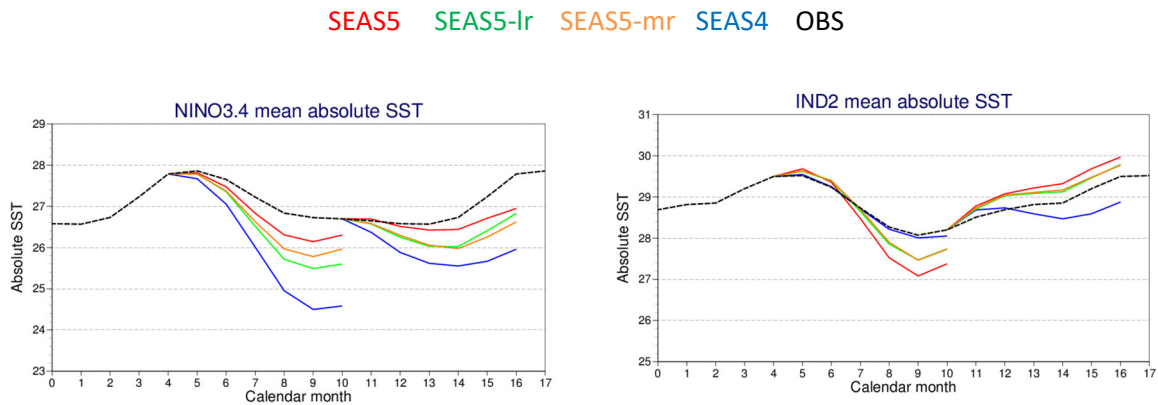 SEAS5 SEAS5-lr SEAS5-mr SEAS4 OBS
NINO3.4 mean absolute SST
29
28
27
26
25
24
23
Absolute SST
0 1 2 3 4 5 6 7 8 9 10 11 12 13 14 15 16 17
Calendar month
IND2 mean absolute SST
31
30
29
28
27
26
25
Absolute SST
0 1 2 3 4 5 6 7 8 9 10 11 12 13 14 15 16 17
Calendar month